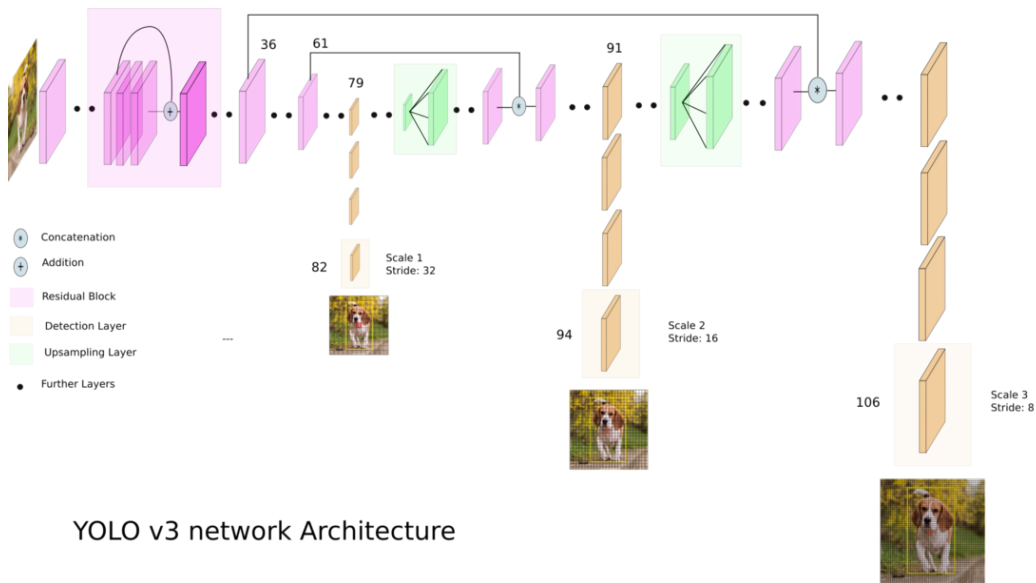 36
61
91
79
*
*
+
Concatenation
*
Addition
+
82
Scale 1
Stride: 32
Residual Block
Detection Layer
Upsampling Layer
---
94
Scale 2
Stride: 16
Further Layers
106
Scale 3
Stride: 8
YOLO v3 network Architecture